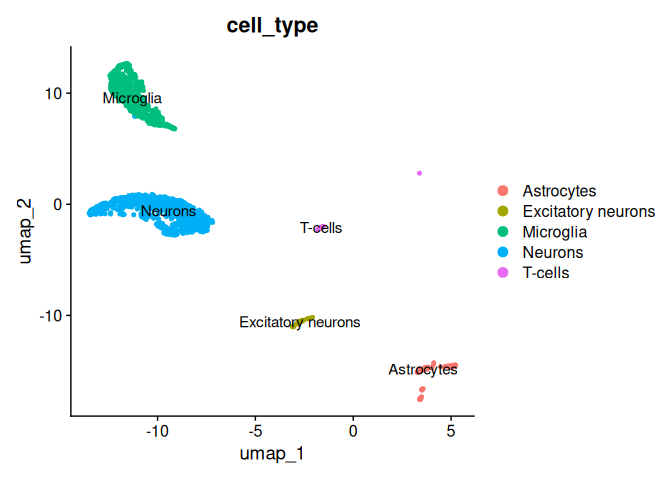 cell_type
10
0
-10
umap_2
Microglia
Neurons
T-cells
Excitatory neurons
Astrocytes
-10
-5
0
5
umap_1
Astrocytes
Excitatory neurons
Microglia
Neurons
T-cells